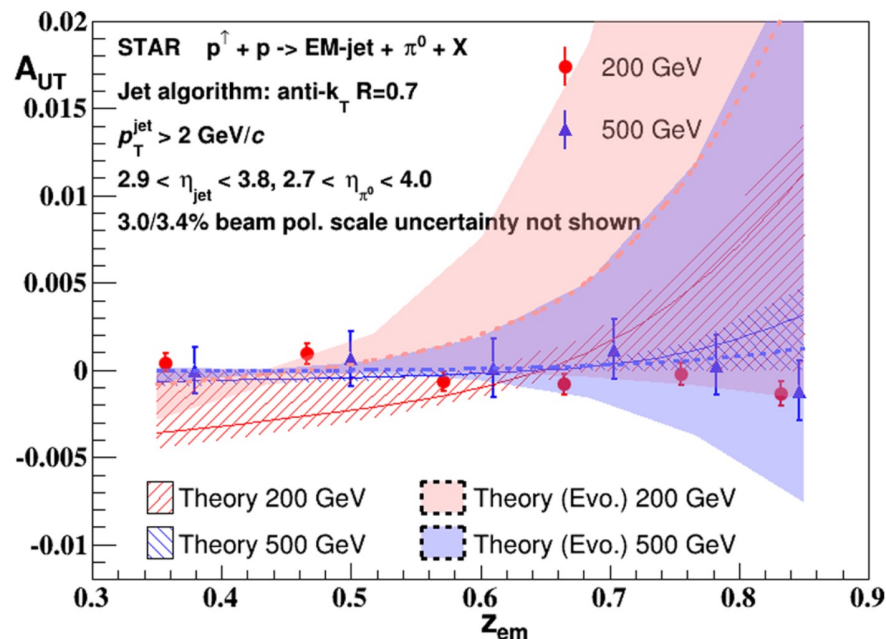 STAR p↑ + p -> EM-jet + π⁰ + X
Jet algorithm: anti-k_T R=0.7
p_T^jet > 2 GeV/c
2.9 < η_jet < 3.8, 2.7 < η_π⁰ < 4.0
3.0/3.4% beam pol. scale uncertainty not shown
200 GeV
500 GeV
A_UT
0.02
0.015
0.01
0.005
0
-0.005
-0.01
Theory 200 GeV
Theory (Evo.) 200 GeV
Theory 500 GeV
Theory (Evo.) 500 GeV
0.3 0.4 0.5 0.6 0.7 0.8 0.9
z_em